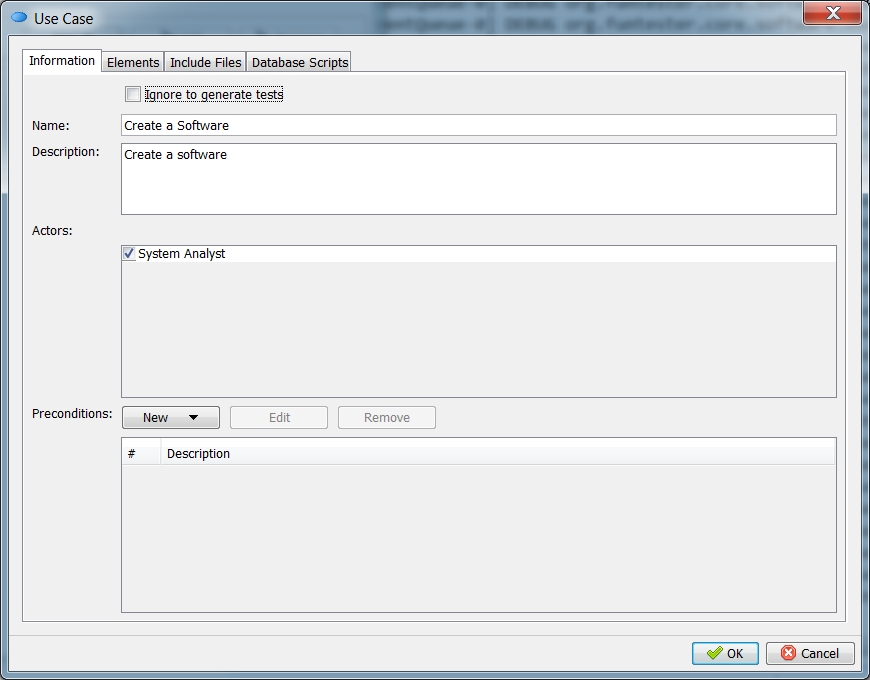 Use Case
Information
Elements
Include Files
Database Scripts
Ignore to generate tests
Name:
Create a Software
Description:
Create a software
Actors:
System Analyst
Preconditions:
New
Edit
Remove
#
Description
OK
Cancel